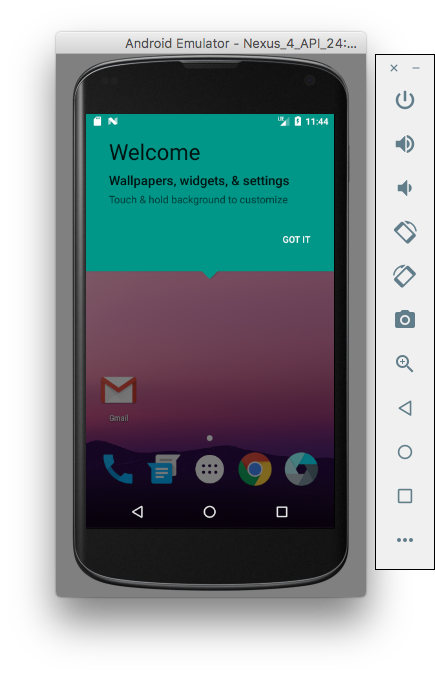 Android Emulator - Nexus_4_API_24:...
11:44
Welcome
Wallpapers, widgets, & settings
Touch & hold background to customize
GOT IT
Gmail